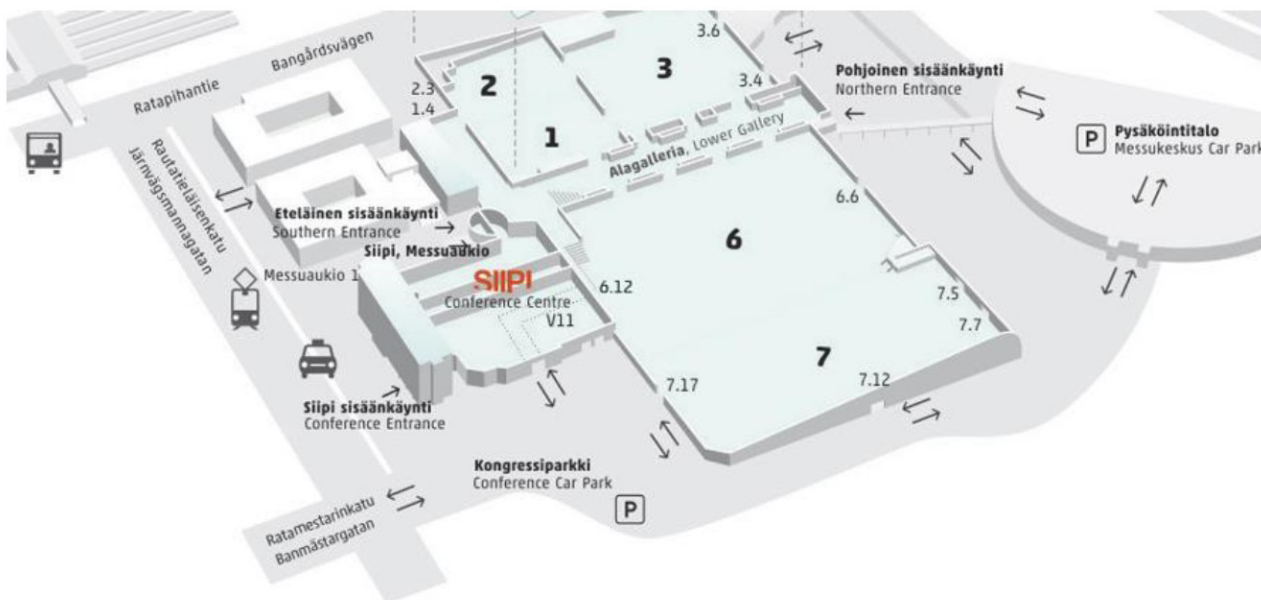 3.6
Bangårdsvägen
2
3
3.4
Pohjoinen sisäänkäynti
Northern Entrance
2.3
1.4
Ratapihantie
1
Alagalleria, Lower Gallery
P
Pysäköintitalo
Messukeskus Car Park
Rautatieläisenkatu
järnvägsmannagatan
6.6
Eteläinen sisäänkäynti
Southern Entrance
Siipi, Messuaukio
6
Messuaukio 1
SIIPI
Conference Centre
V11
6.12
7.5
7.7
7
7.12
7.17
Siipi sisäänkäynti
Conference Entrance
Kongressiparkki
Conference Car Park
P
Ratamestarinkatu
Banmästargatan